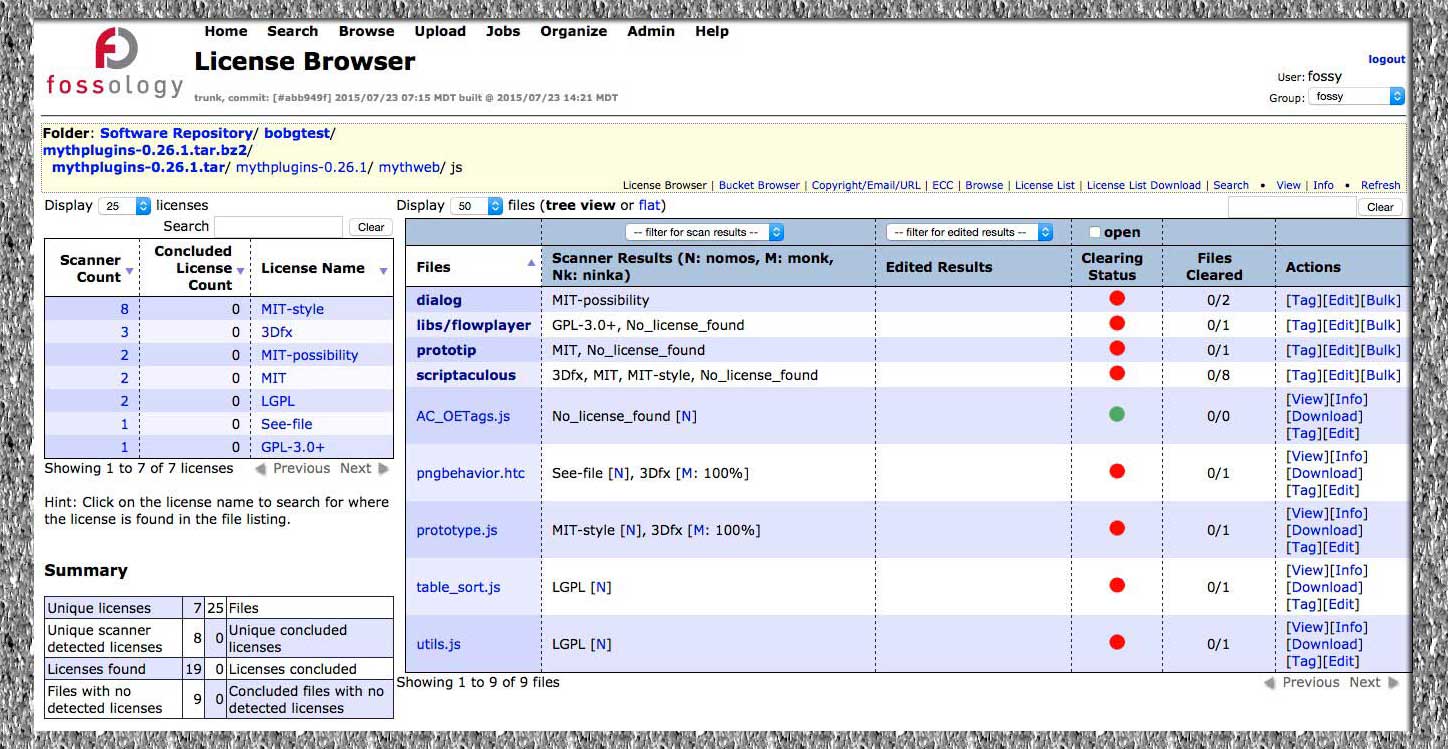 Home Search Browse Upload Jobs Organize Admin Help
fossology
License Browser
trunk, commit: [#abb949f] 2015/07/23 07:15 MDT built @ 2015/07/23 14:21 MDT
logout
User: fossy
Group: fossy
Folder: Software Repository/ bobgtest/
mythplugins-0.26.1.tar.bz2/
mythplugins-0.26.1.tar/ mythplugins-0.26.1/ mythweb/ js
License Browser | Bucket Browser | Copyright/Email/URL | ECC | Browse | License List | License List Download | Search • View | Info • Refresh
Display 25 licenses
Search Clear
Scanner Count Concluded License Count License Name
8 0 MIT-style
3 0 3Dfx
2 0 MIT-possibility
2 0 MIT
2 0 LGPL
1 0 See-file
1 0 GPL-3.0+
Showing 1 to 7 of 7 licenses Previous Next
Hint: Click on the license name to search for where
the license is found in the file listing.
Summary
Unique licenses 7 25 Files
Unique scanner detected licenses 8 0 Unique concluded licenses
Licenses found 19 0 Licenses concluded
Files with no detected licenses 9 0 Concluded files with no detected licenses
Display 50 files (tree view or flat) Clear
-- filter for scan results -- -- filter for edited results -- open
Files Scanner Results (N: nomos, M: monk, Nk: ninka) Edited Results Clearing Status Files Cleared Actions
dialog MIT-possibility 0/2 [Tag][Edit][Bulk]
libs/flowplayer GPL-3.0+, No_license_found 0/1 [Tag][Edit][Bulk]
prototip MIT, No_license_found 0/1 [Tag][Edit][Bulk]
scriptaculous 3Dfx, MIT, MIT-style, No_license_found 0/8 [Tag][Edit][Bulk]
AC_OETags.js No_license_found [N] 0/0 [View][Info][Download][Tag][Edit]
pngbehavior.htc See-file [N], 3Dfx [M: 100%] 0/1 [View][Info][Download][Tag][Edit]
prototype.js MIT-style [N], 3Dfx [M: 100%] 0/1 [View][Info][Download][Tag][Edit]
table_sort.js LGPL [N] 0/1 [View][Info][Download][Tag][Edit]
utils.js LGPL [N] 0/1 [View][Info][Download][Tag][Edit]
Showing 1 to 9 of 9 files Previous Next